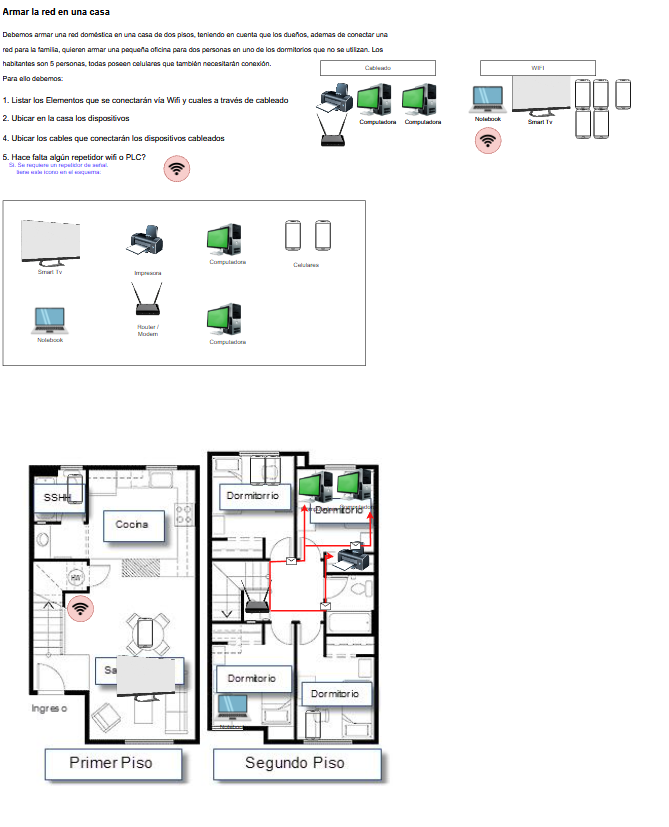 Armar la red en una casa
Debemos armar una red doméstica en una casa de dos pisos, teniendo en cuenta que los dueños, ademas de conectar una
red para la familia, quieren armar una pequeña oficina para dos personas en uno de los dormitorios que no se utilizan. Los
habitantes son 5 personas, todas poseen celulares que también necesitarán conexión.
Para ello debemos:
1. Listar los Elementos que se conectarán vía Wifi y cuales a través de cableado
2. Ubicar en la casa los dispositivos
4. Ubicar los cables que conectarán los dispositivos cableados
5. Hace falta algún repetidor wifi o PLC?
Si. Se requiere un repetidor de señal,
tiene este icono en el esquema.
Cableado
Computadora
Computadora
WIFI
Notebook
Smart Tv
Smart Tv
Impresora
Computadora
Celulares
Notebook
Router /
Modem
Computadora
SSHH
Cocina
HW
Sa
Ingreso
Primer Piso
Dormitorrio
Dormitorio
Dormitorio
Dormitorio
Segundo Piso